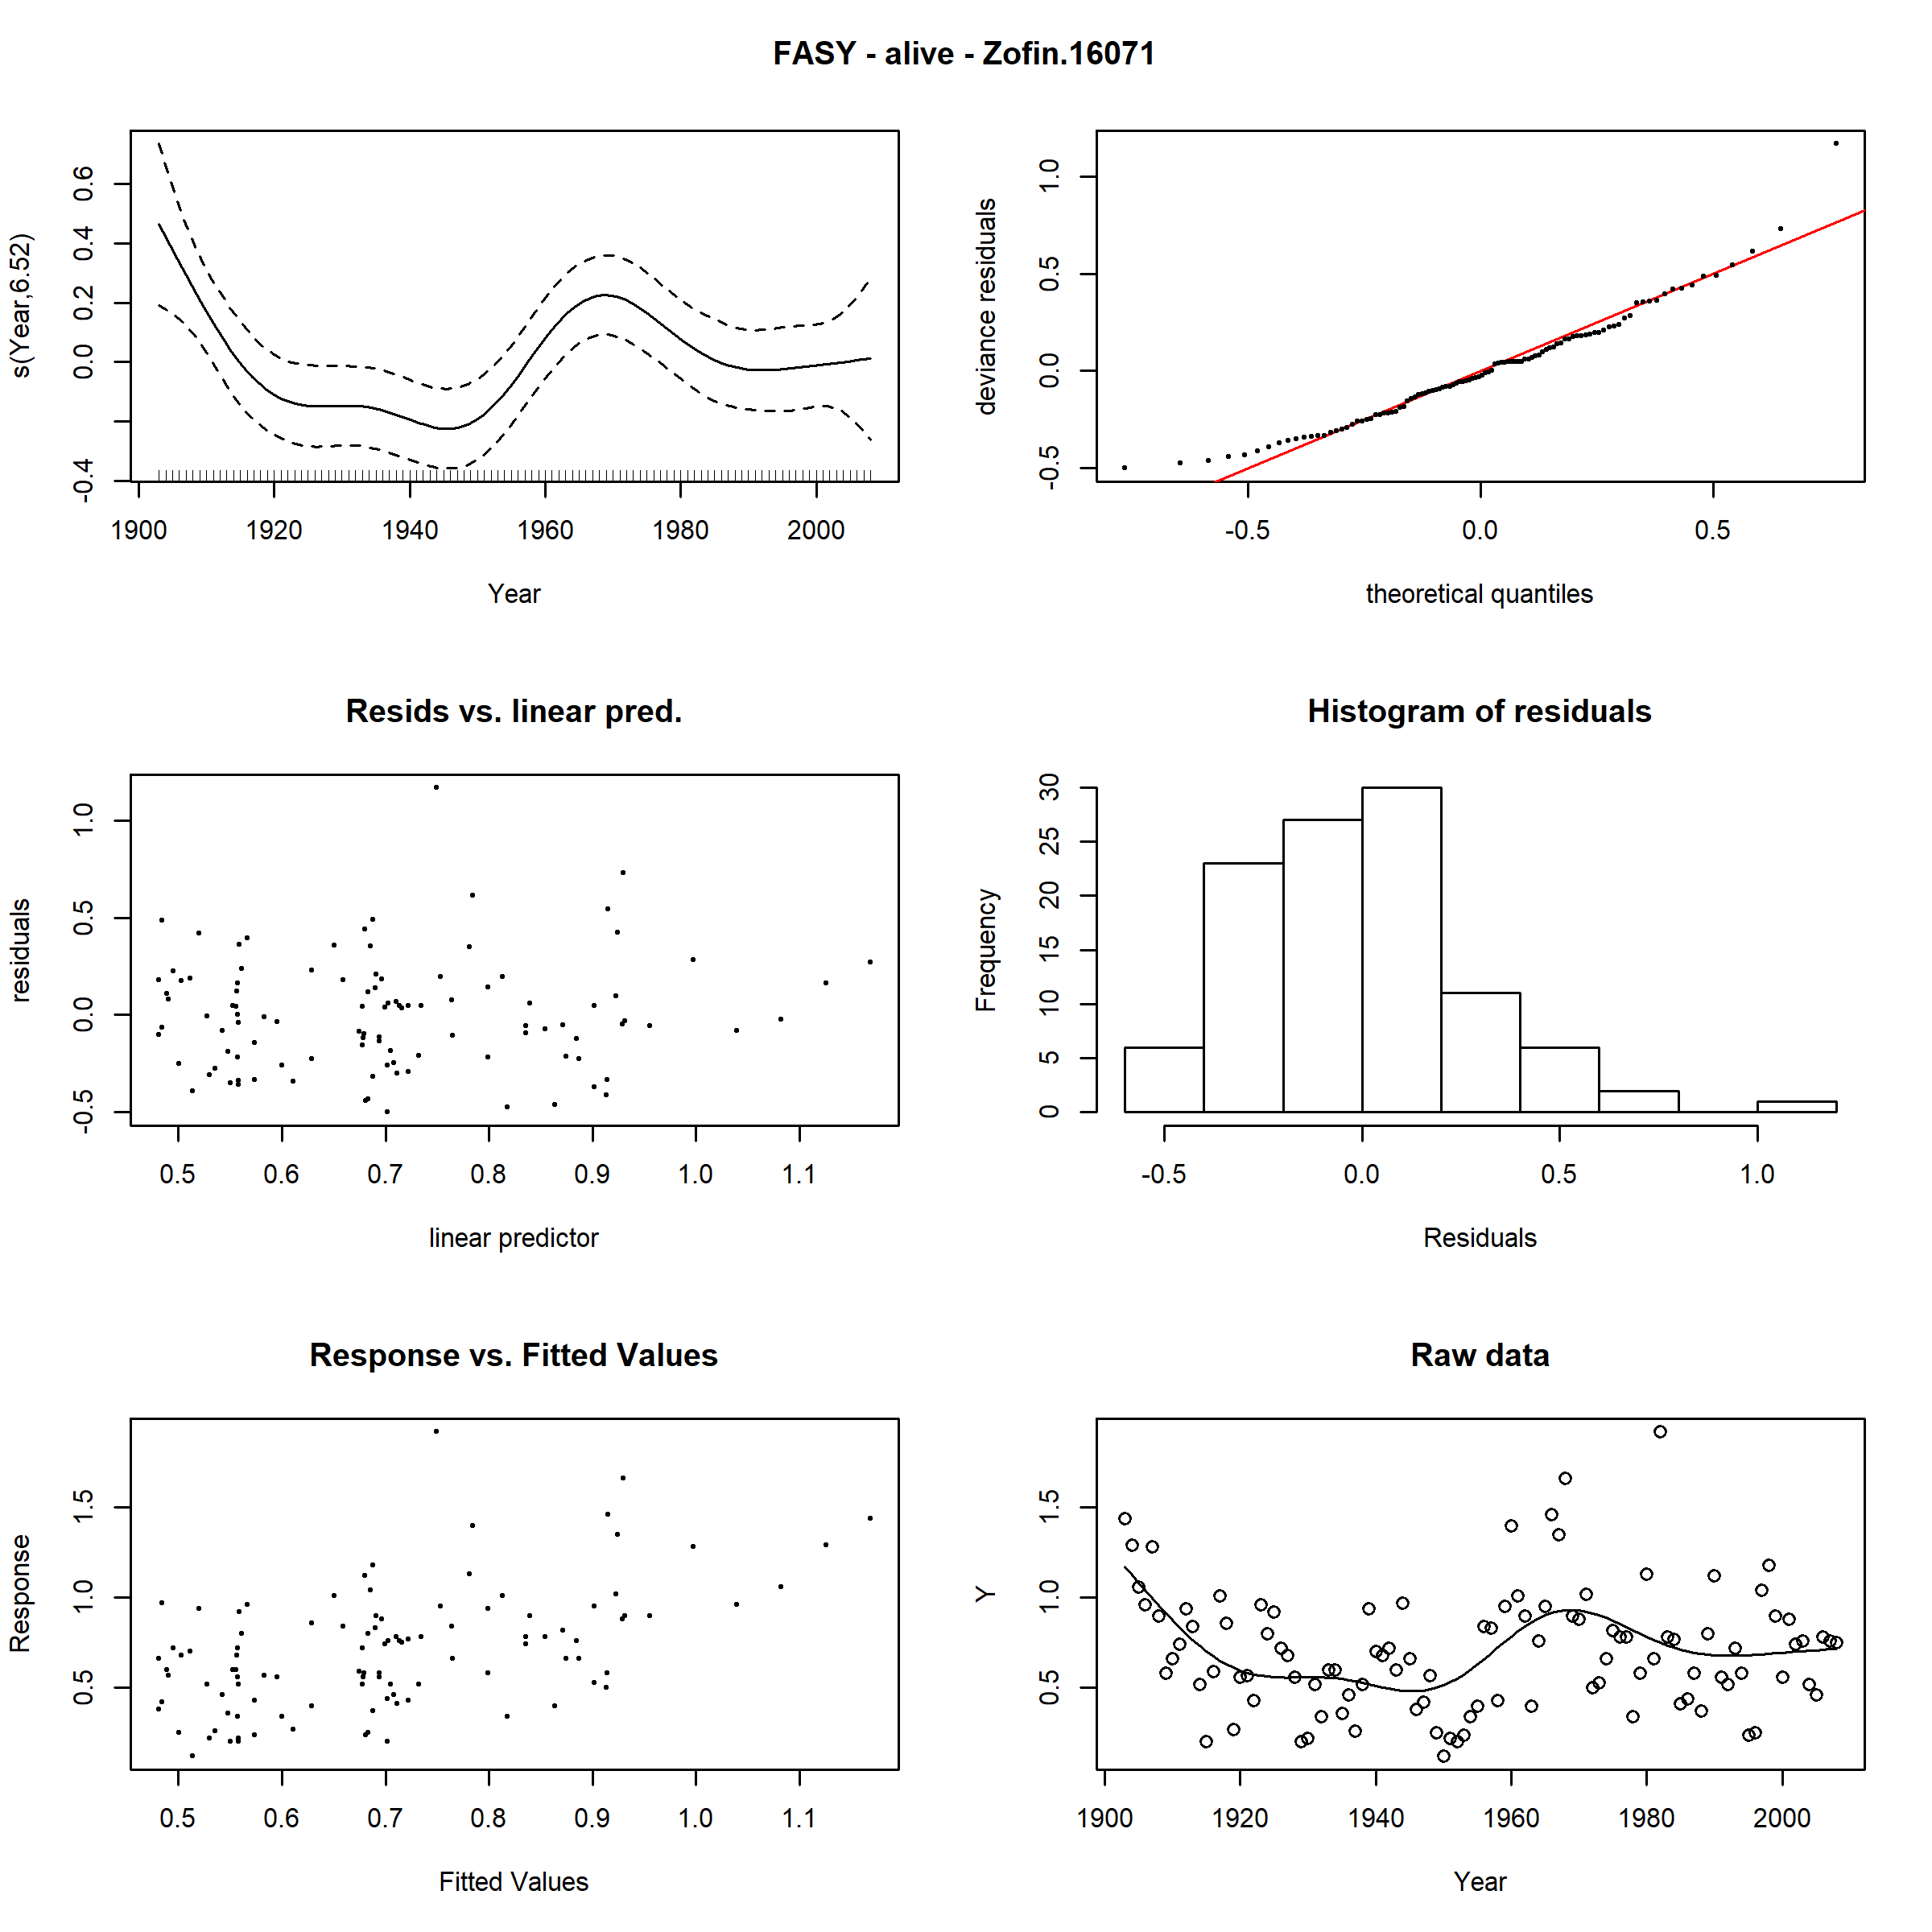 FASY - alive - Zofin.16071
s(Year,6.52)
-0.4 0.0 0.2 0.4 0.6
1900 1920 1940 1960 1980 2000
Year
deviance residuals
-0.5 0.0 0.5 1.0
-0.5 0.0 0.5
theoretical quantiles
Resids vs. linear pred.
residuals
-0.5 0.0 0.5 1.0
0.5 0.6 0.7 0.8 0.9 1.0 1.1
linear predictor
Histogram of residuals
Frequency
0 5 10 15 20 25 30
-0.5 0.0 0.5 1.0
Residuals
Response vs. Fitted Values
Response
0.5 1.0 1.5
0.5 0.6 0.7 0.8 0.9 1.0 1.1
Fitted Values
Raw data
Y
0.5 1.0 1.5
1900 1920 1940 1960 1980 2000
Year